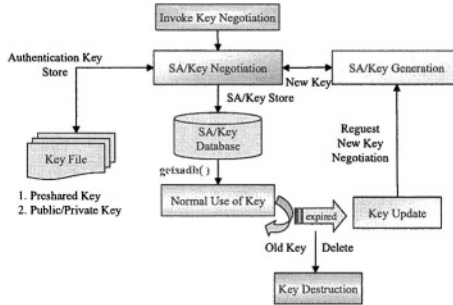 Invoke Key Negotiation
Authentication Key
Store
SA/Key Negotiation
New Key
SA/Key Generation
SA/Key Store
SA/Key
Database
Key File
getsadb( )
1. Preshared Key
2. Public/Private Key
Normal Use of Key
expired
Key Update
Reguest
New Key
Negotiation
Old Key
Delete
Key Destruction